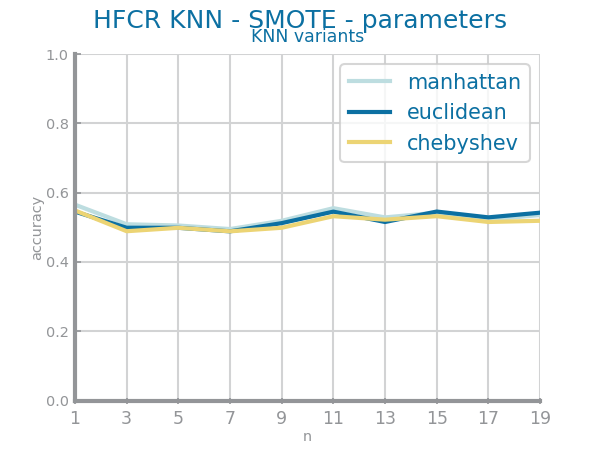 HFCR KNN - SMOTE - parameters
KNN variants
manhattan
euclidean
chebyshev
accuracy
1.0
0.8
0.6
0.4
0.2
0.0
1 3 5 7 9 11 13 15 17 19
n